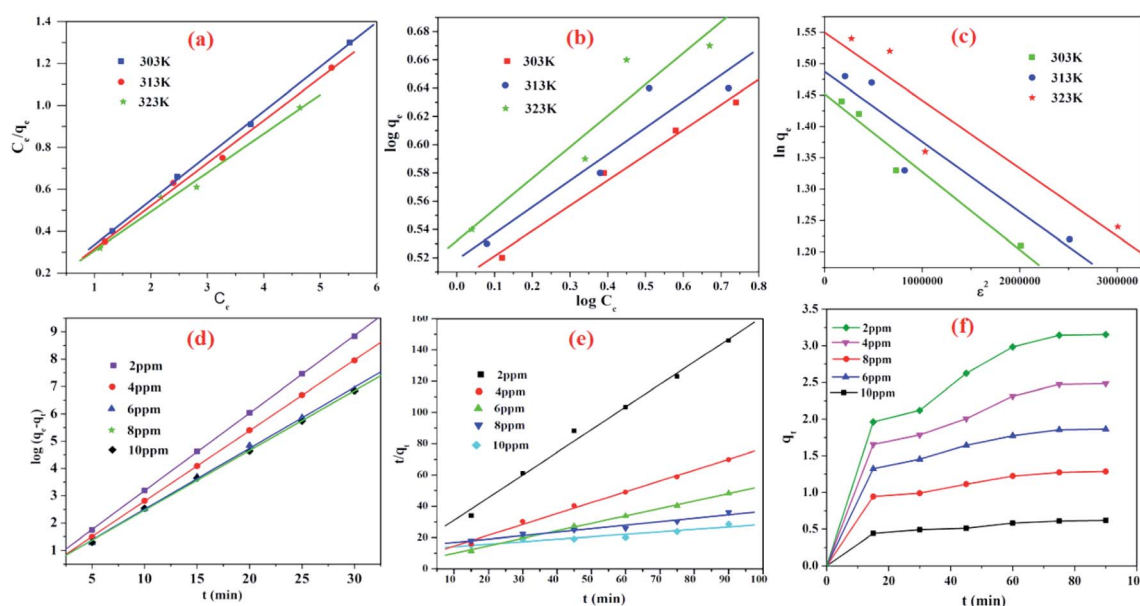 (a)
303K
313K
323K
Cₑ/qₑ
1.4
1.2
1.0
0.8
0.6
0.4
0.2
1 2 3 4 5 6
Cₑ
(b)
303K
313K
323K
log qₑ
0.68
0.66
0.64
0.62
0.60
0.58
0.56
0.54
0.52
0.0 0.1 0.2 0.3 0.4 0.5 0.6 0.7 0.8
log Cₑ
(c)
303K
313K
323K
ln qₑ
1.55
1.50
1.45
1.40
1.35
1.30
1.25
1.20
0 1000000 2000000 3000000
ε²
(d)
2ppm
4ppm
6ppm
8ppm
10ppm
log (qₑ-qₜ)
9
8
7
6
5
4
3
2
1
5 10 15 20 25 30
t (min)
(e)
2ppm
4ppm
6ppm
8ppm
10ppm
t/qₜ
160
140
120
100
80
60
40
20
0
10 20 30 40 50 60 70 80 90 100
t (min)
(f)
2ppm
4ppm
8ppm
6ppm
10ppm
qₜ
4.0
3.5
3.0
2.5
2.0
1.5
1.0
0.5
0.0
0 20 40 60 80 10
t (min)